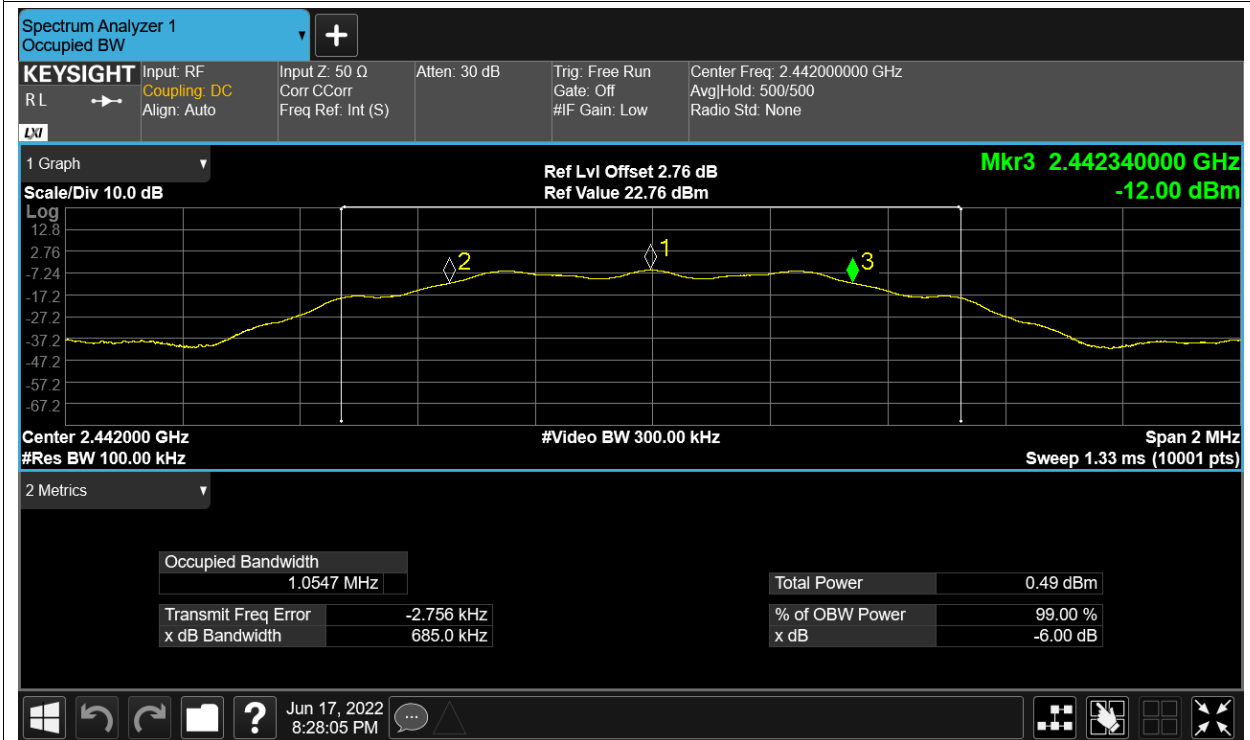 Spectrum Analyzer 1
Occupied BW
KEYSIGHT
R L
LXI
Input: RF
Coupling: DC
Align: Auto
Input Z: 50 Ω
Corr CCorr
Freq Ref: Int (S)
Atten: 30 dB
Trig: Free Run
Gate: Off
#IF Gain: Low
Center Freq: 2.442000000 GHz
Avg|Hold: 500/500
Radio Std: None
1 Graph
Scale/Div 10.0 dB
Ref Lvl Offset 2.76 dB
Ref Value 22.76 dBm
Mkr3 2.442340000 GHz
-12.00 dBm
Log
12.8
2.76
-7.24
-17.2
-27.2
-37.2
-47.2
-57.2
-67.2
2
1
3
Center 2.442000 GHz
#Res BW 100.00 kHz
#Video BW 300.00 kHz
Span 2 MHz
Sweep 1.33 ms (10001 pts)
2 Metrics
Occupied Bandwidth
1.0547 MHz
Transmit Freq Error -2.756 kHz
x dB Bandwidth 685.0 kHz
Total Power 0.49 dBm
% of OBW Power 99.00 %
x dB -6.00 dB
?
Jun 17, 2022
8:28:05 PM